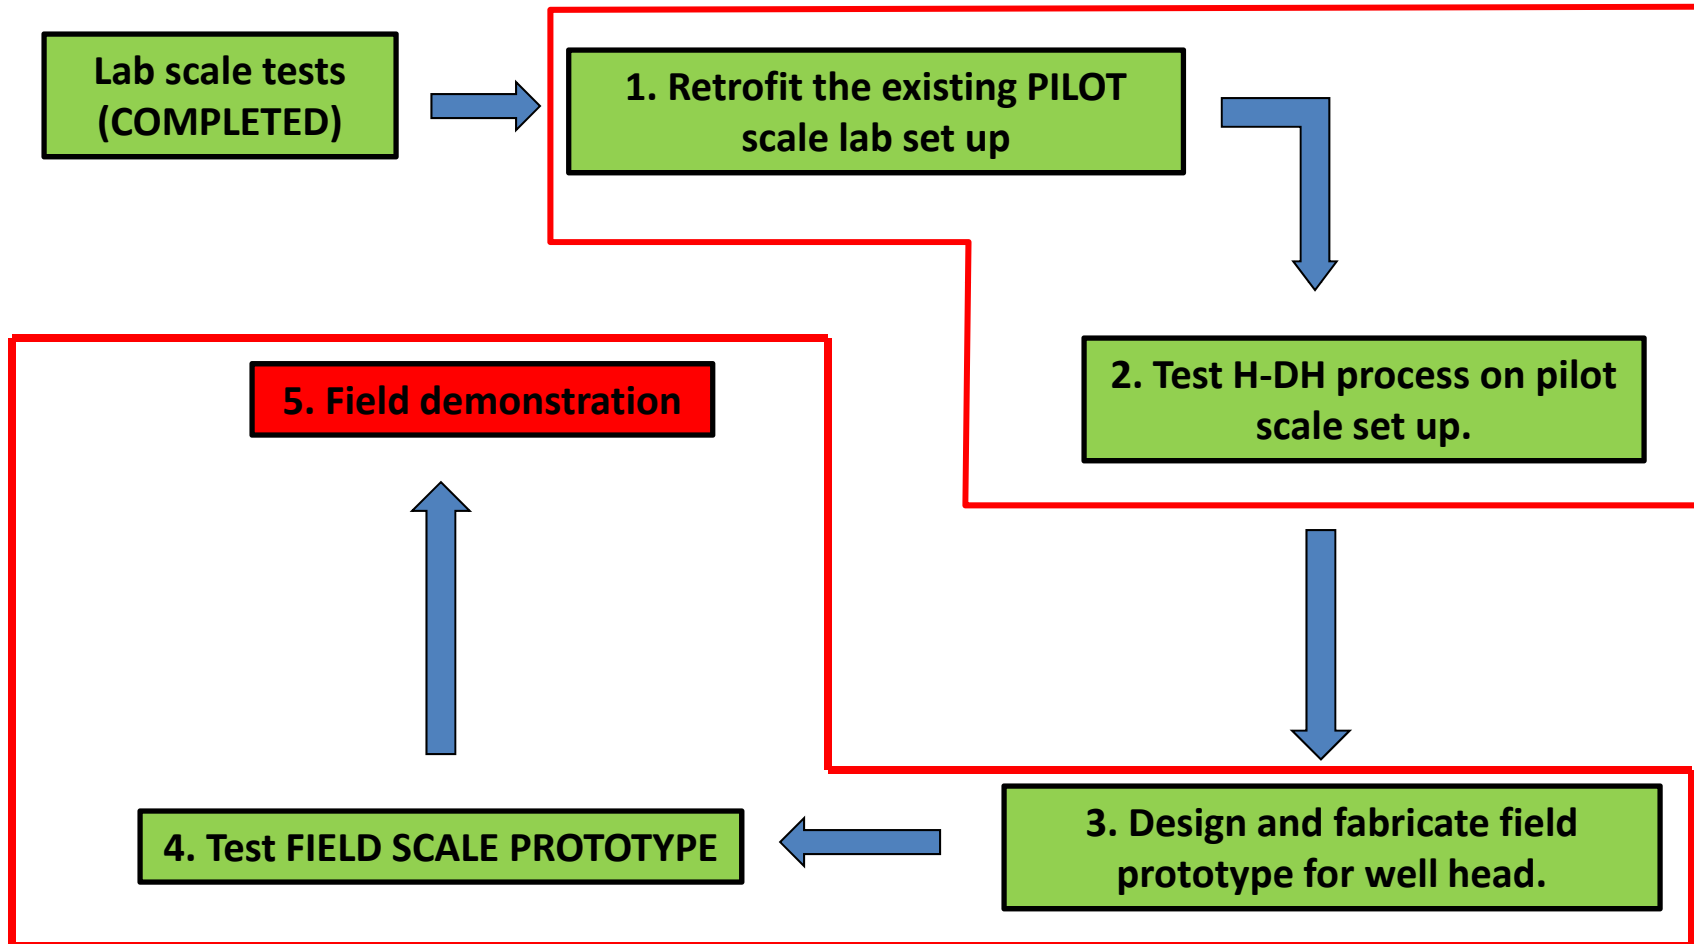 Lab scale tests
(COMPLETED)
1. Retrofit the existing PILOT
scale lab set up
2. Test H-DH process on pilot
scale set up.
3. Design and fabricate field
prototype for well head.
4. Test FIELD SCALE PROTOTYPE
5. Field demonstration